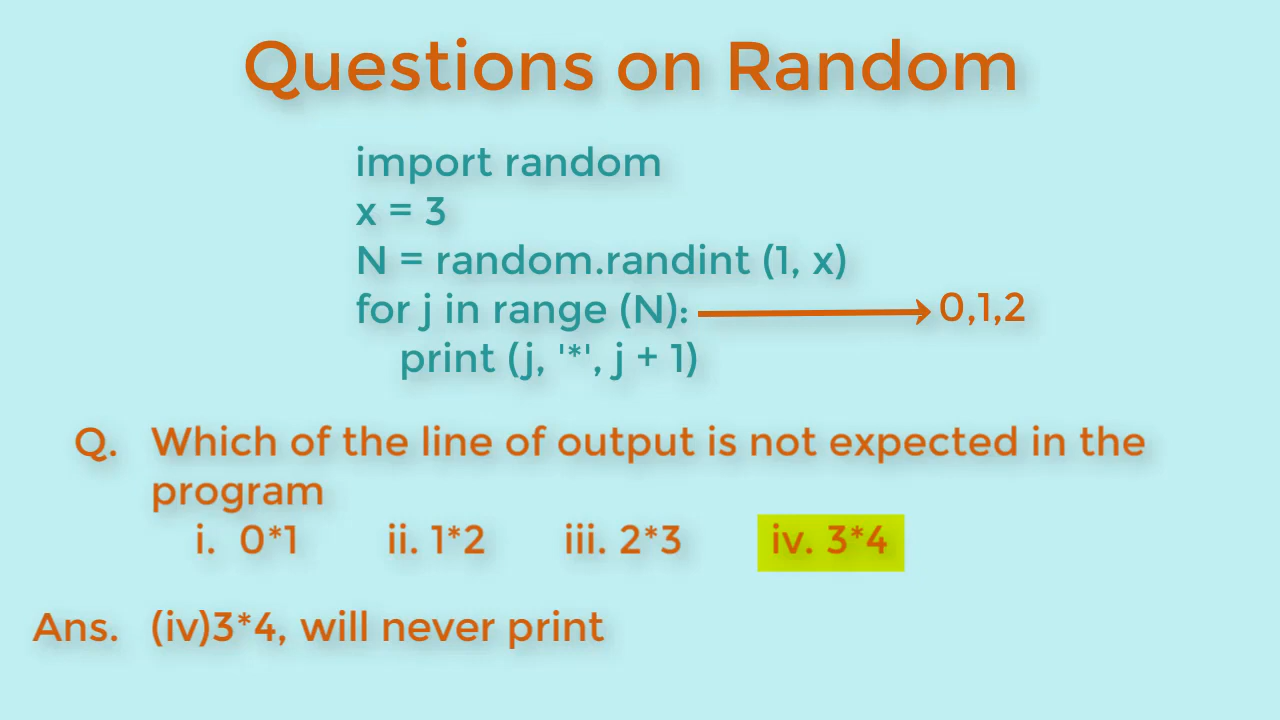 Questions on Random
import random
x = 3
N = random.randint (1, x)
for j in range (N): 0,1,2
print (j, '*', j + 1)
Q. Which of the line of output is not expected in the
program
i. 0*1 ii. 1*2 iii. 2*3 iv. 3*4
Ans. (iv)3*4, will never print